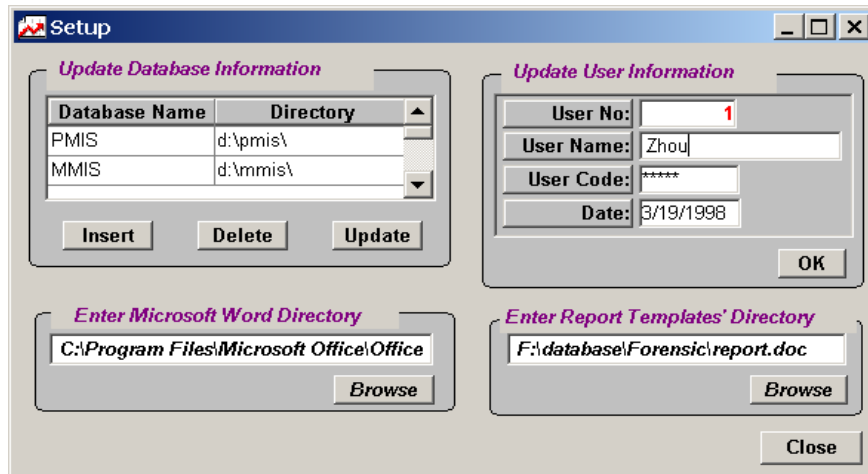 Setup
Update Database Information
Database Name Directory
PMIS d:\pmis\
MMIS d:\mmis\
Insert Delete Update
Update User Information
User No: 1
User Name: Zhou
User Code: *****
Date: 3/19/1998
OK
Enter Microsoft Word Directory
C:\Program Files\Microsoft Office\Office
Browse
Enter Report Templates' Directory
F:\database\Forensic\report.doc
Browse
Close